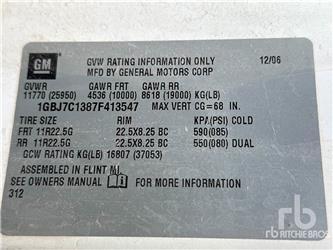 GM
GVW RATING INFORMATION ONLY 12/06
MFD BY GENERAL MOTORS CORP
GVWR GAWR FRT GAWR RR
11770 (25950) 4536 (10000) 8618 (19000) KG(LB)
1GBJ7C1387F413547 MAX VERT CG=68 IN.
TIRE SIZE RIM KPA(PSI) COLD
FRT 11R22.5G 22.5X8.25 BC 590(085)
RR 11R22.5G 22.5X8.25 BC 550(080) DUAL
GCW RATING KG(LB) 16807 (37053)
ASSEMBLED IN FLINT MI.
SEE OWNERS MANUAL FOR MORE INFORMATION
312
rb
RITCHIE BROS